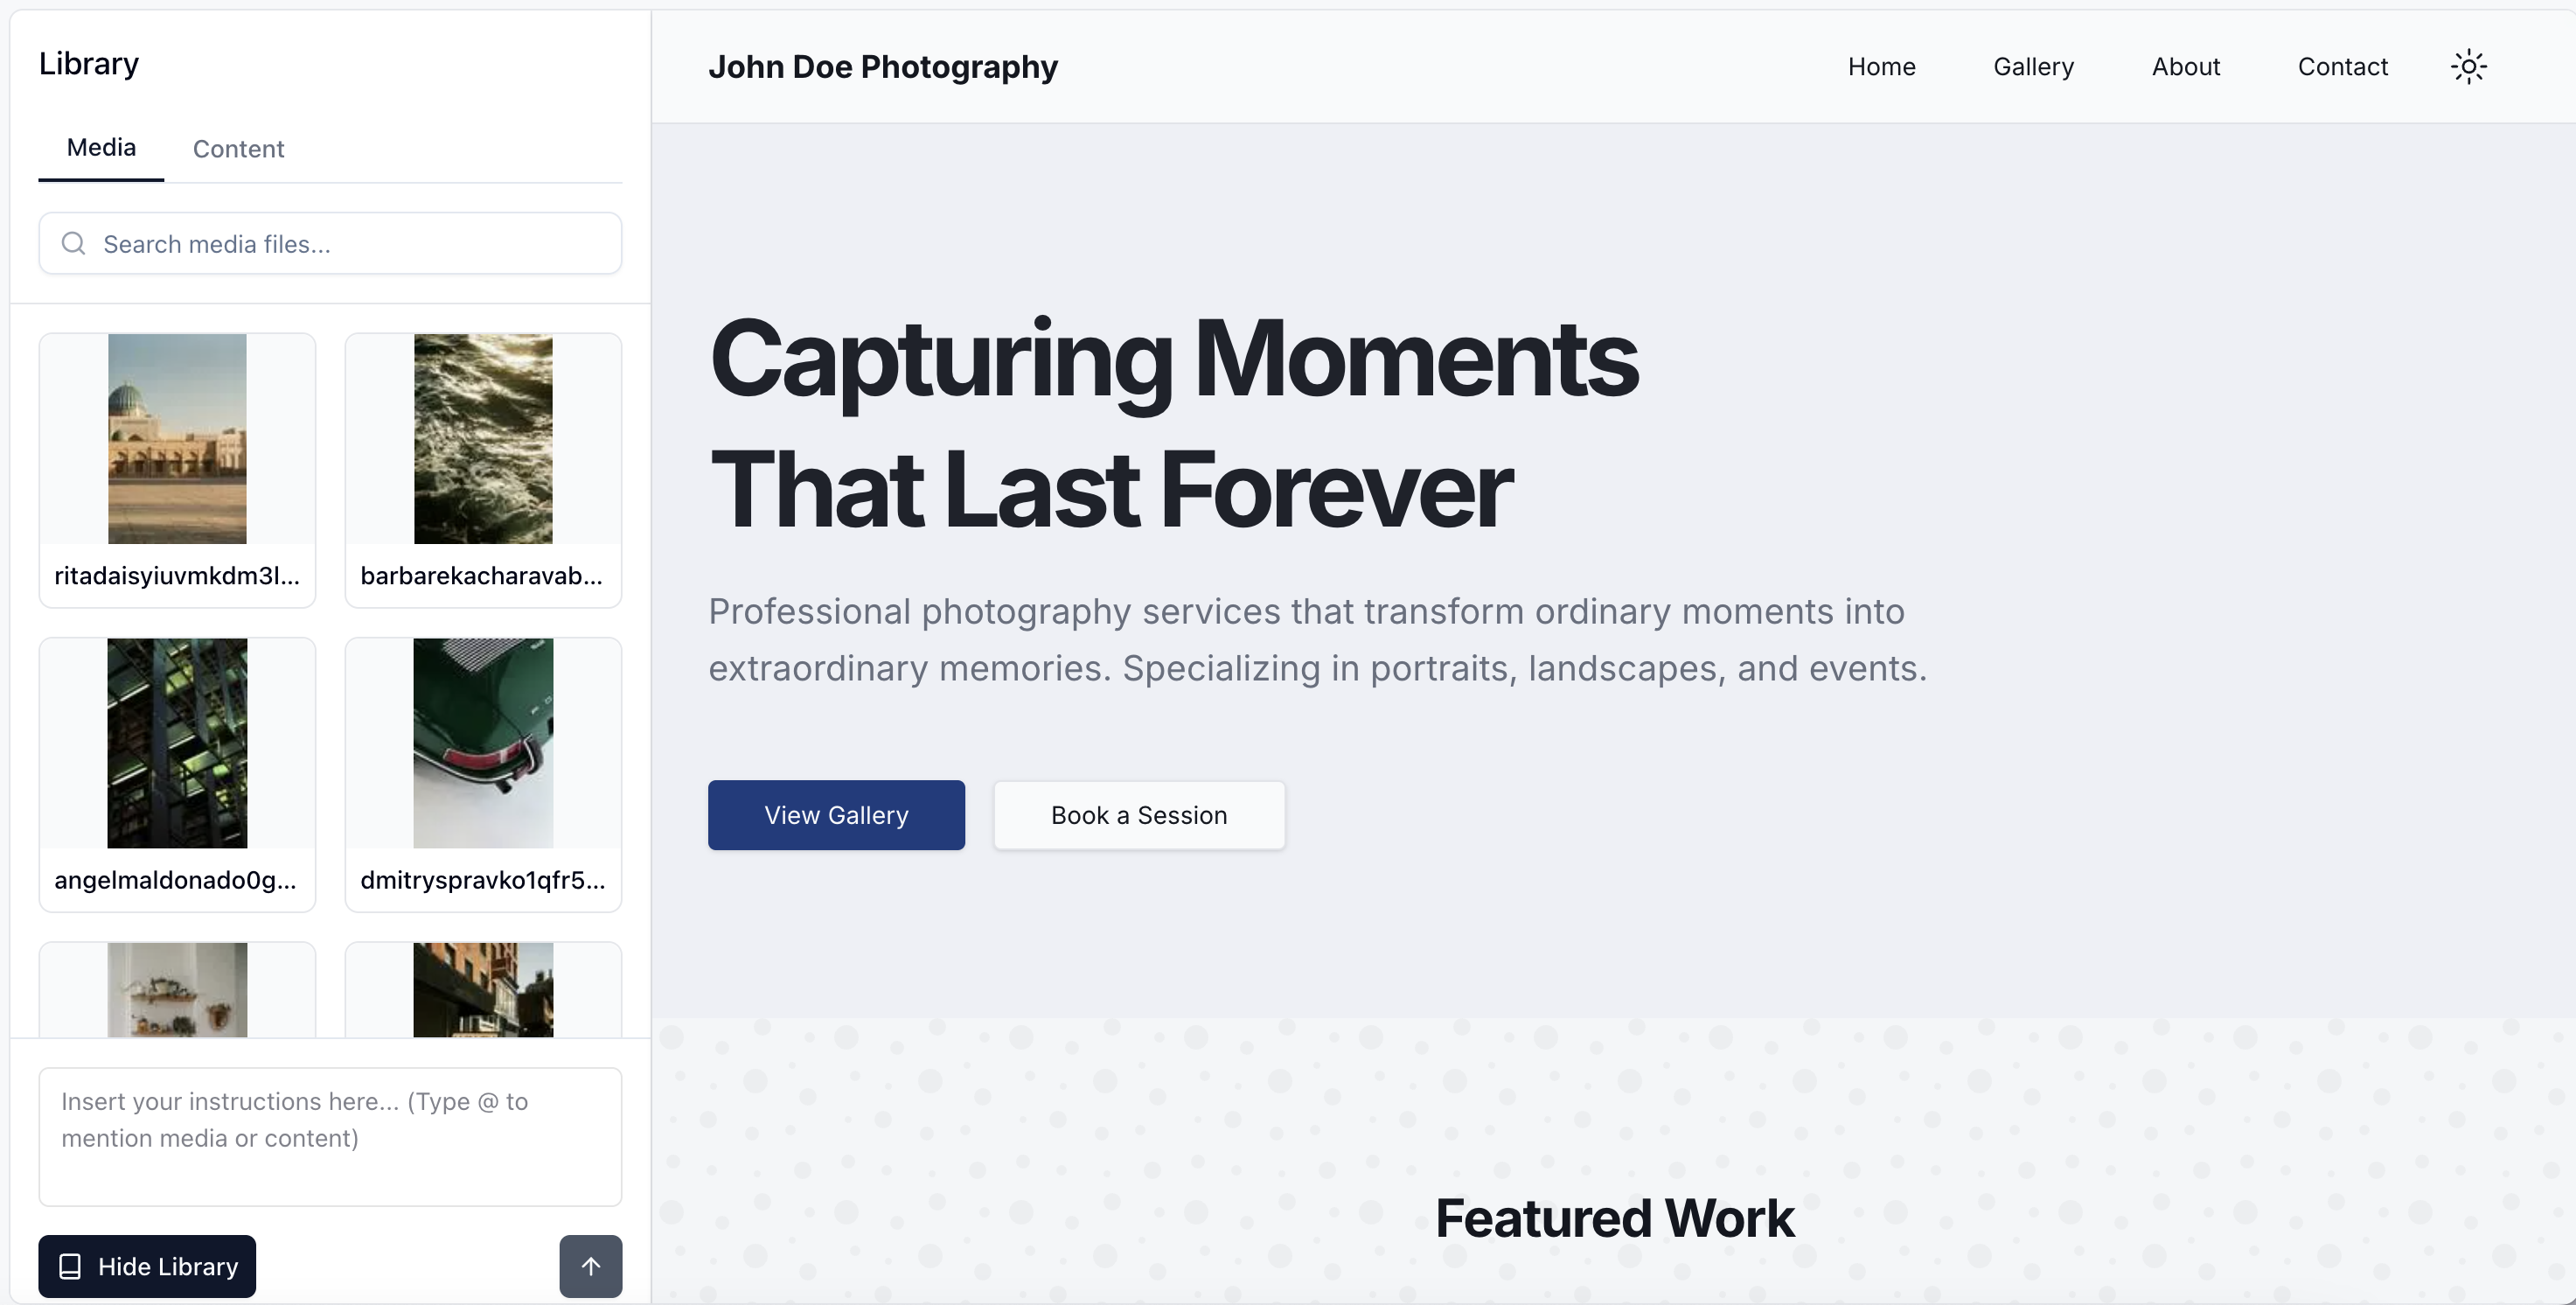 Library
Media
Content
Search media files...
ritadaisyiuvmkdm3l...
barbarekacharavab...
angelmaldonado0g...
dmitryspravko1qfr5...
Insert your instructions here... (Type @ to
mention media or content)
Hide Library
John Doe Photography
Home
Gallery
About
Contact
Capturing Moments
That Last Forever
Professional photography services that transform ordinary moments into
extraordinary memories. Specializing in portraits, landscapes, and events.
View Gallery
Book a Session
Featured Work